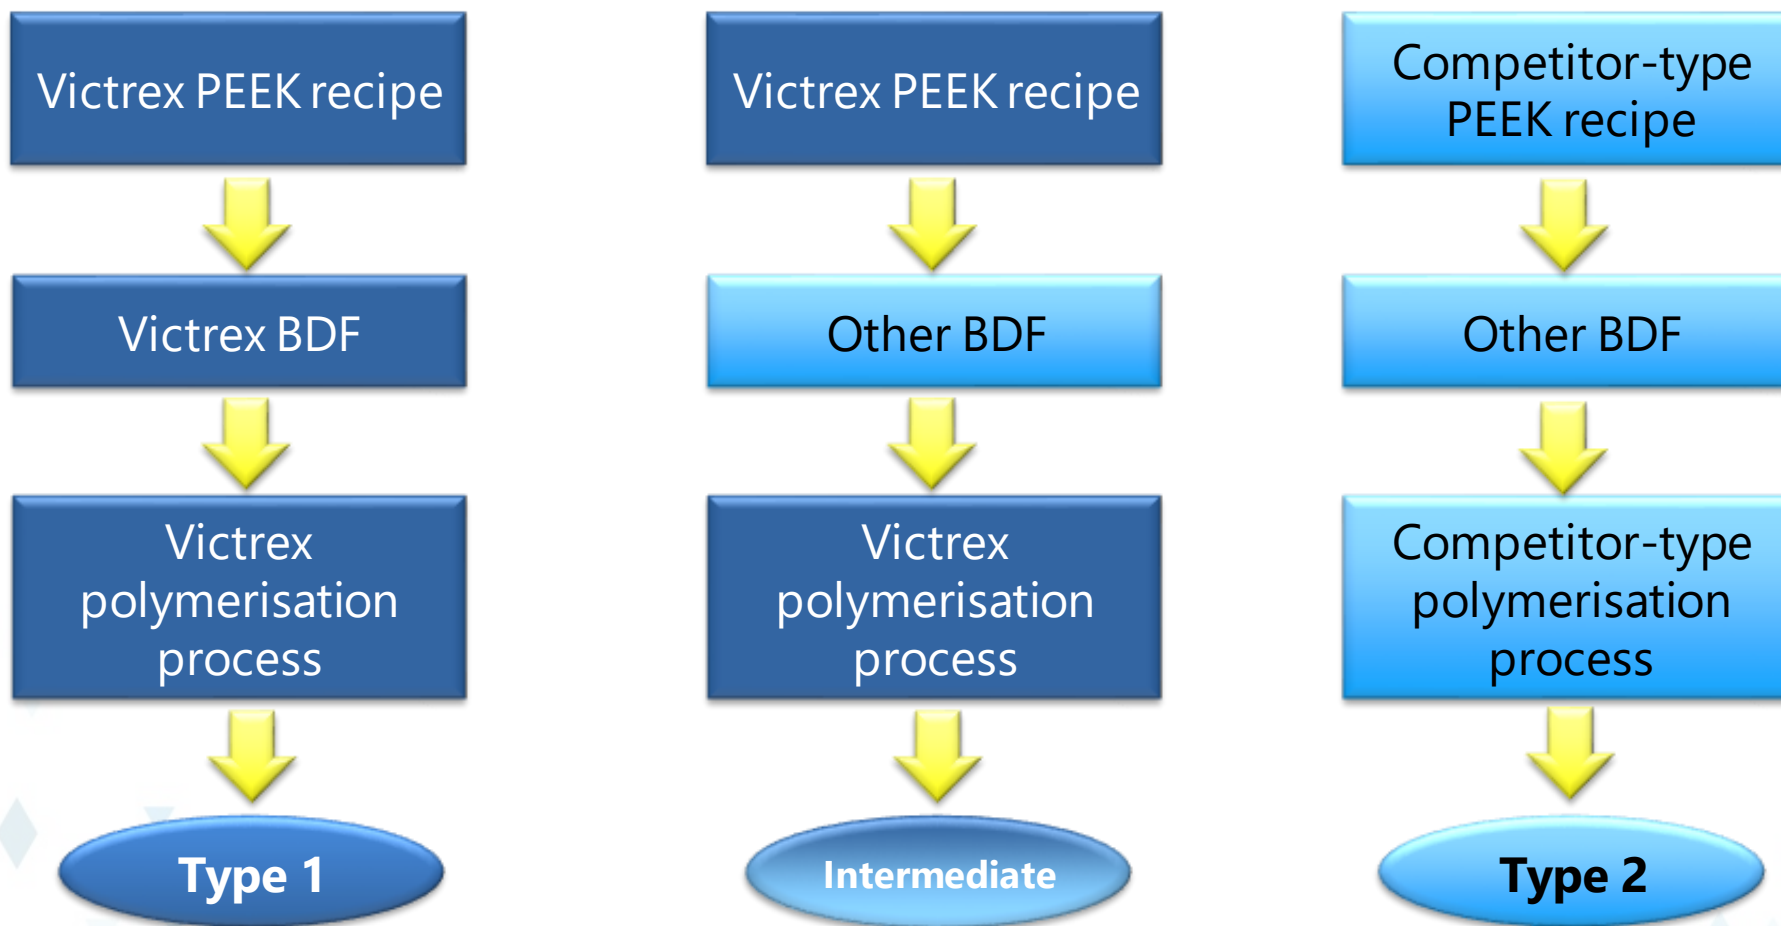 Victrex PEEK recipe
Victrex BDF
Victrex
polymerisation
process
Type 1
Victrex PEEK recipe
Other BDF
Victrex
polymerisation
process
Intermediate
Competitor-type
PEEK recipe
Other BDF
Competitor-type
polymerisation
process
Type 2